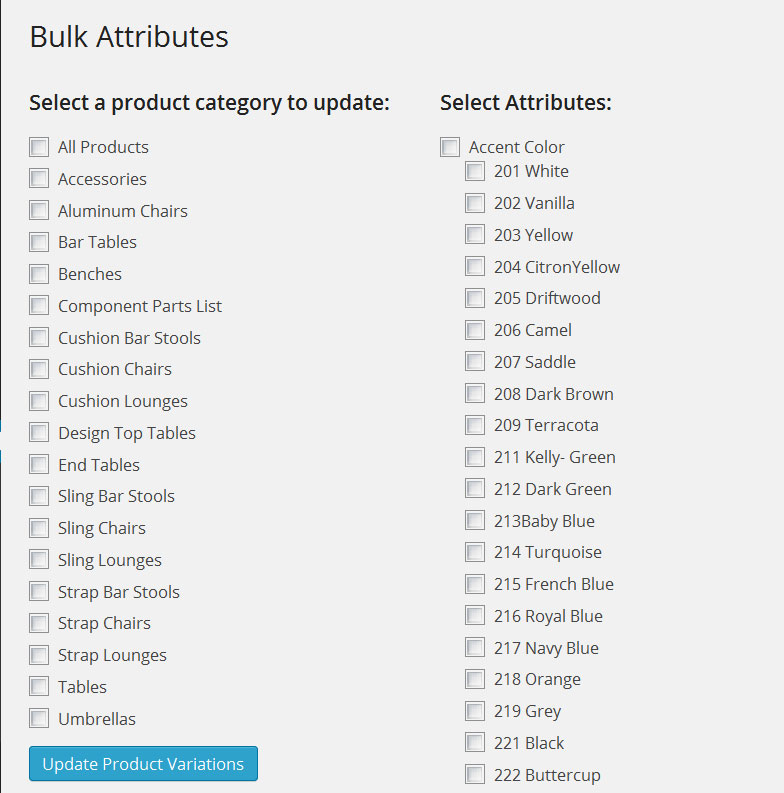 Bulk Attributes
Select a product category to update:
All Products
Accessories
Aluminum Chairs
Bar Tables
Benches
Component Parts List
Cushion Bar Stools
Cushion Chairs
Cushion Lounges
Design Top Tables
End Tables
Sling Bar Stools
Sling Chairs
Sling Lounges
Strap Bar Stools
Strap Chairs
Strap Lounges
Tables
Umbrellas
Update Product Variations
Select Attributes:
Accent Color
201 White
202 Vanilla
203 Yellow
204 CitronYellow
205 Driftwood
206 Camel
207 Saddle
208 Dark Brown
209 Terracota
211 Kelly- Green
212 Dark Green
213Baby Blue
214 Turquoise
215 French Blue
216 Royal Blue
217 Navy Blue
218 Orange
219 Grey
221 Black
222 Buttercup